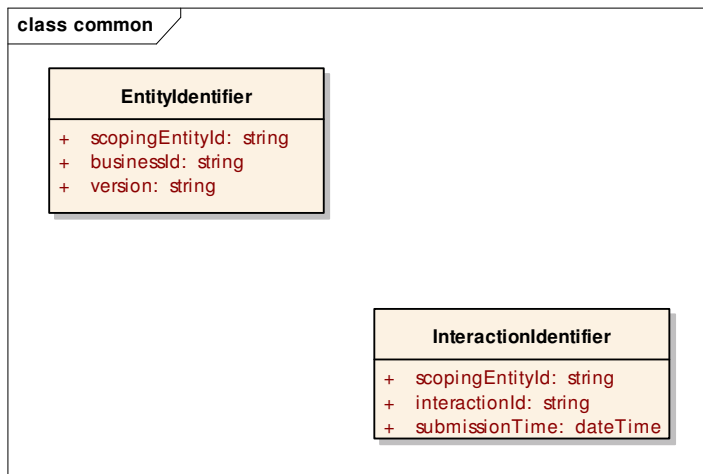 class common
EntityIdentifier
+ scopingEntityId: string
+ businessId: string
+ version: string
InteractionIdentifier
+ scopingEntityId: string
+ interactionId: string
+ submissionTime: dateTime